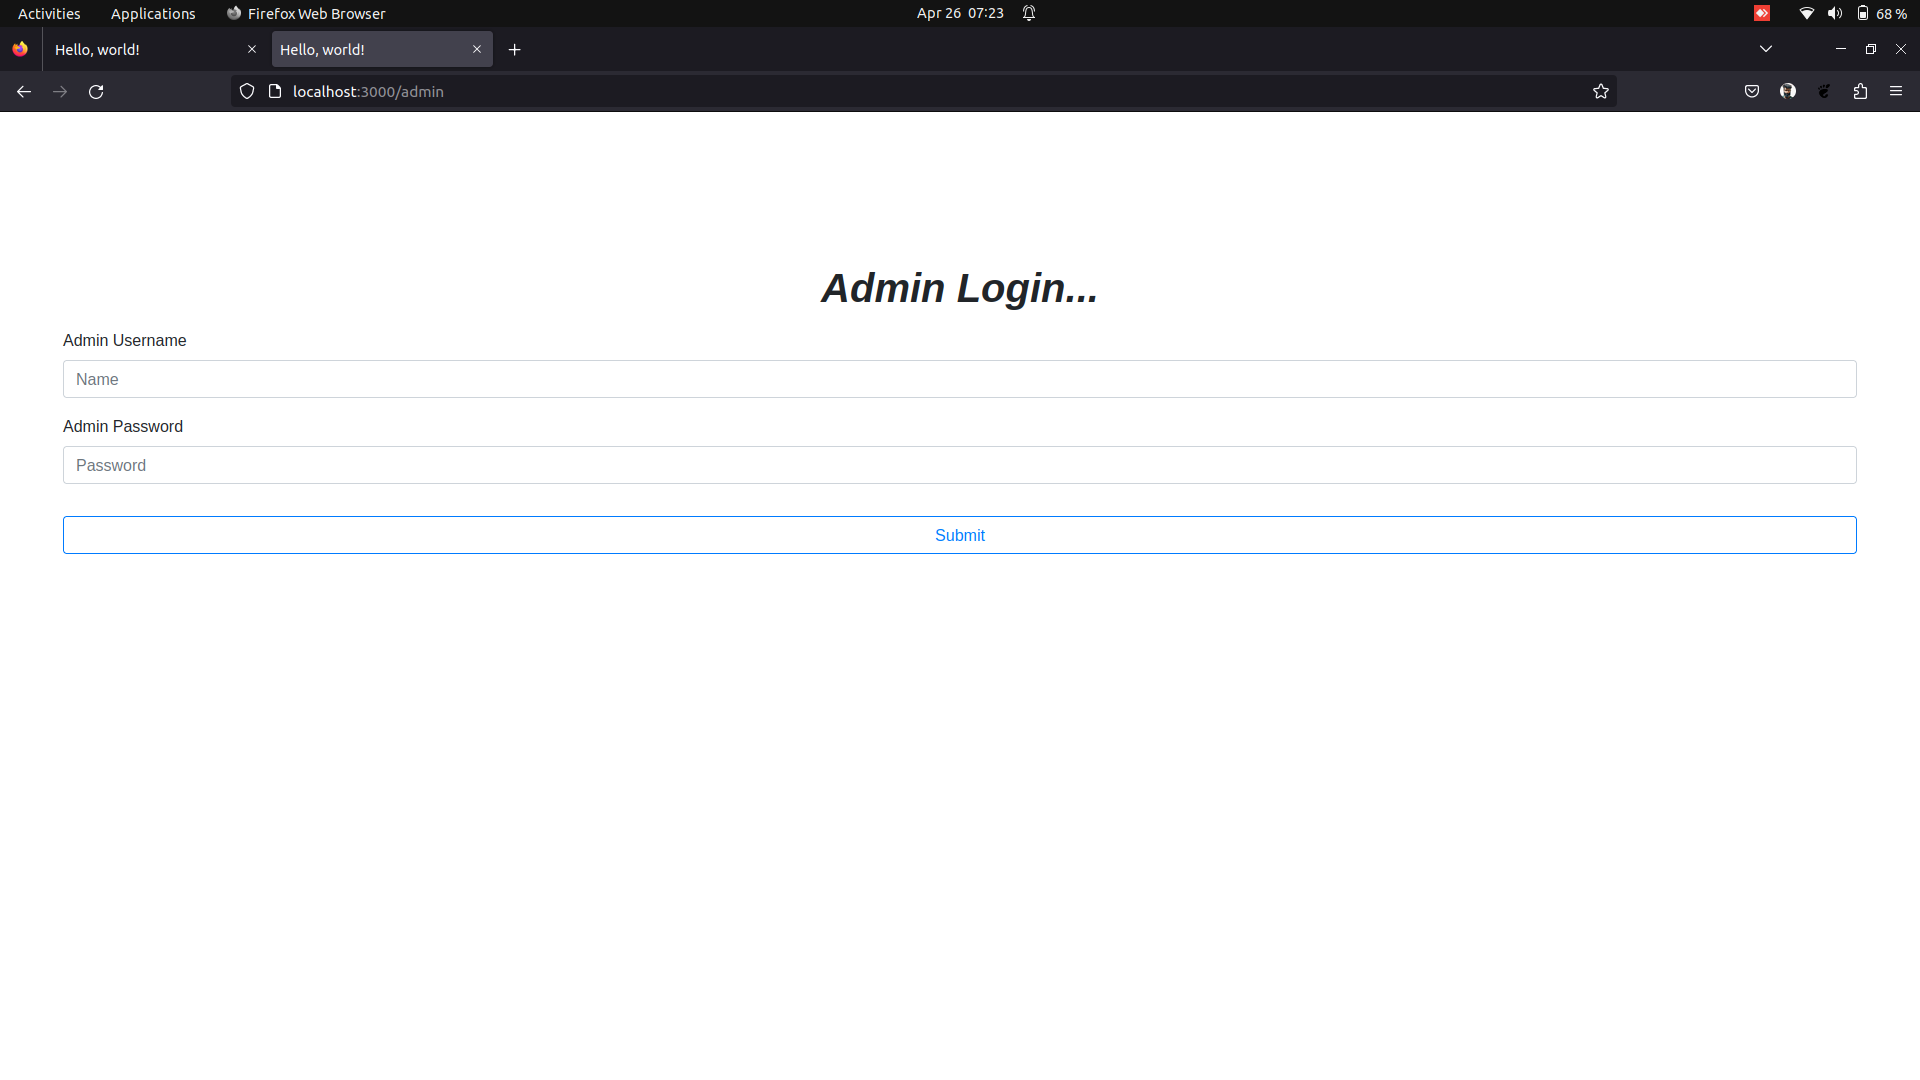 Activities Applications Firefox Web Browser Apr 26 07:23 68 %
Hello, world! Hello, world!
localhost:3000/admin
Admin Login...
Admin Username
Name
Admin Password
Password
Submit